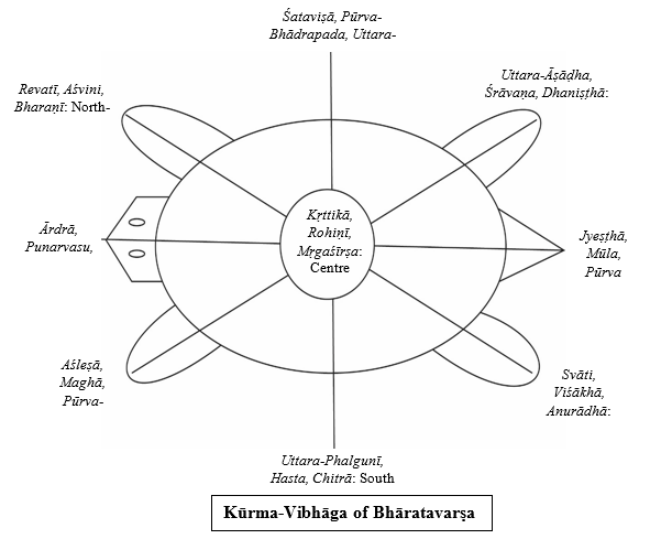 Śataviṣā, Pūrva-
Bhādrapada, Uttara-
Revatī, Aśvini,
Bharaṇī: North-
Uttara-Āṣāḍha,
Śrāvaṇa, Dhaniṣṭhā:
Ārdrā,
Punarvasu,
Kṛttikā,
Rohiṇī,
Mṛgaśīrṣa:
Centre
Jyeṣṭhā,
Mūla,
Pūrva
Aśleṣā,
Maghā,
Pūrva-
Svāti,
Viśākhā,
Anurādhā:
Uttara-Phalgunī,
Hasta, Chitrā: South
Kūrma-Vibhāga of Bhāratavarṣa